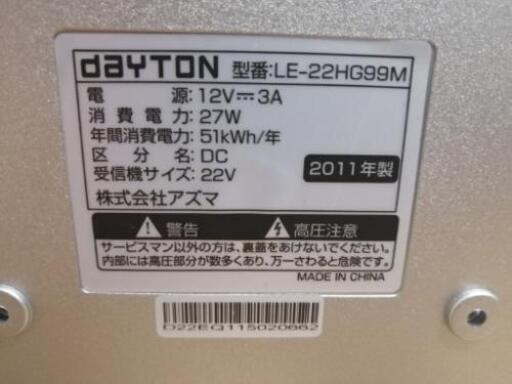 dayTON 型番:LE-22HG99M
電源:12V⎓3A
消費電力:27W
年間消費電力:51kWh/年
区分名:DC
受信機サイズ:22V
2011年製
株式会社アズマ
警告 高圧注意
サービスマン以外の方は、裏蓋をあけないでください。
内部には高圧部分が数多くあり、万一さわると危険です。
MADE IN CHINA
D22EQ115020862